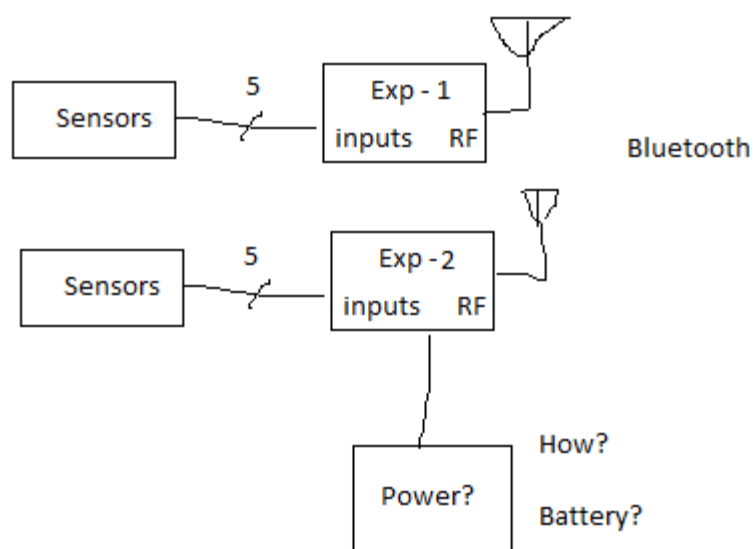 5
Exp - 1
Sensors
inputs RF
Bluetooth
5
Exp - 2
Sensors
inputs RF
How?
Power?
Battery?